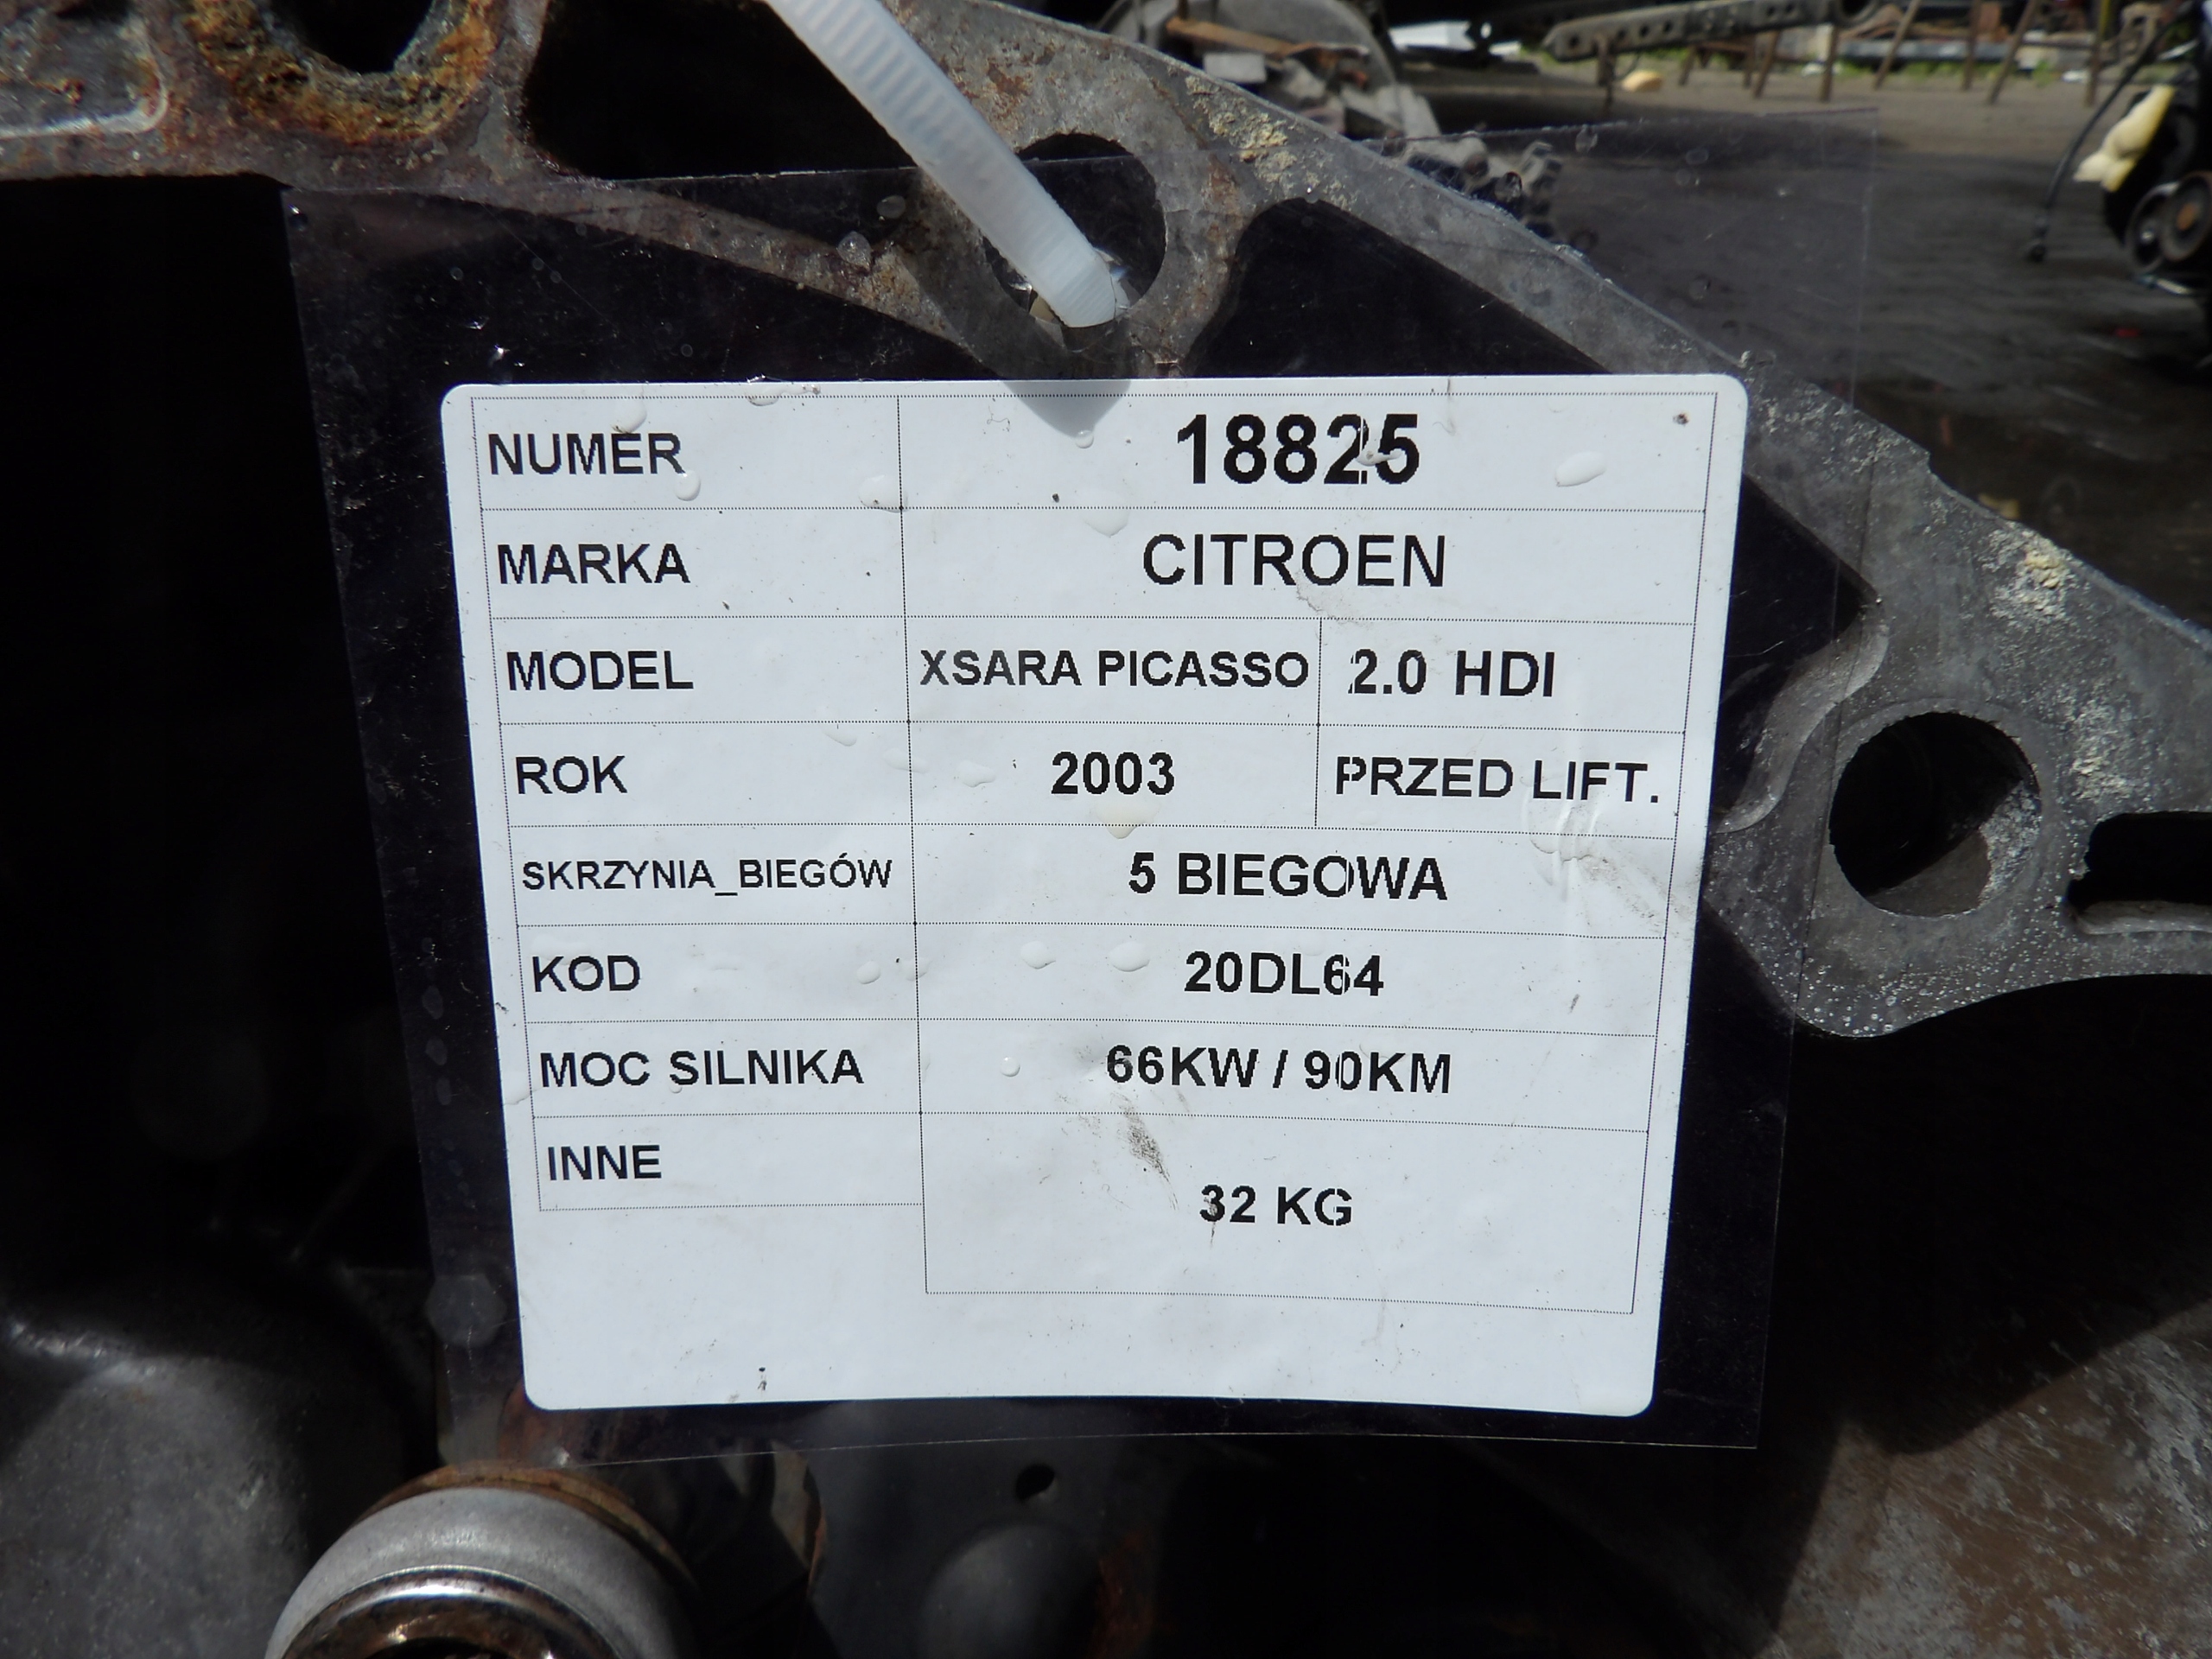 NUMER 18825
MARKA CITROEN
MODEL XSARA PICASSO 2.0 HDI
ROK 2003 PRZED LIFT.
SKRZYNIA_BIEGÓW 5 BIEGOWA
KOD 20DL64
MOC SILNIKA 66KW / 90KM
INNE 32 KG